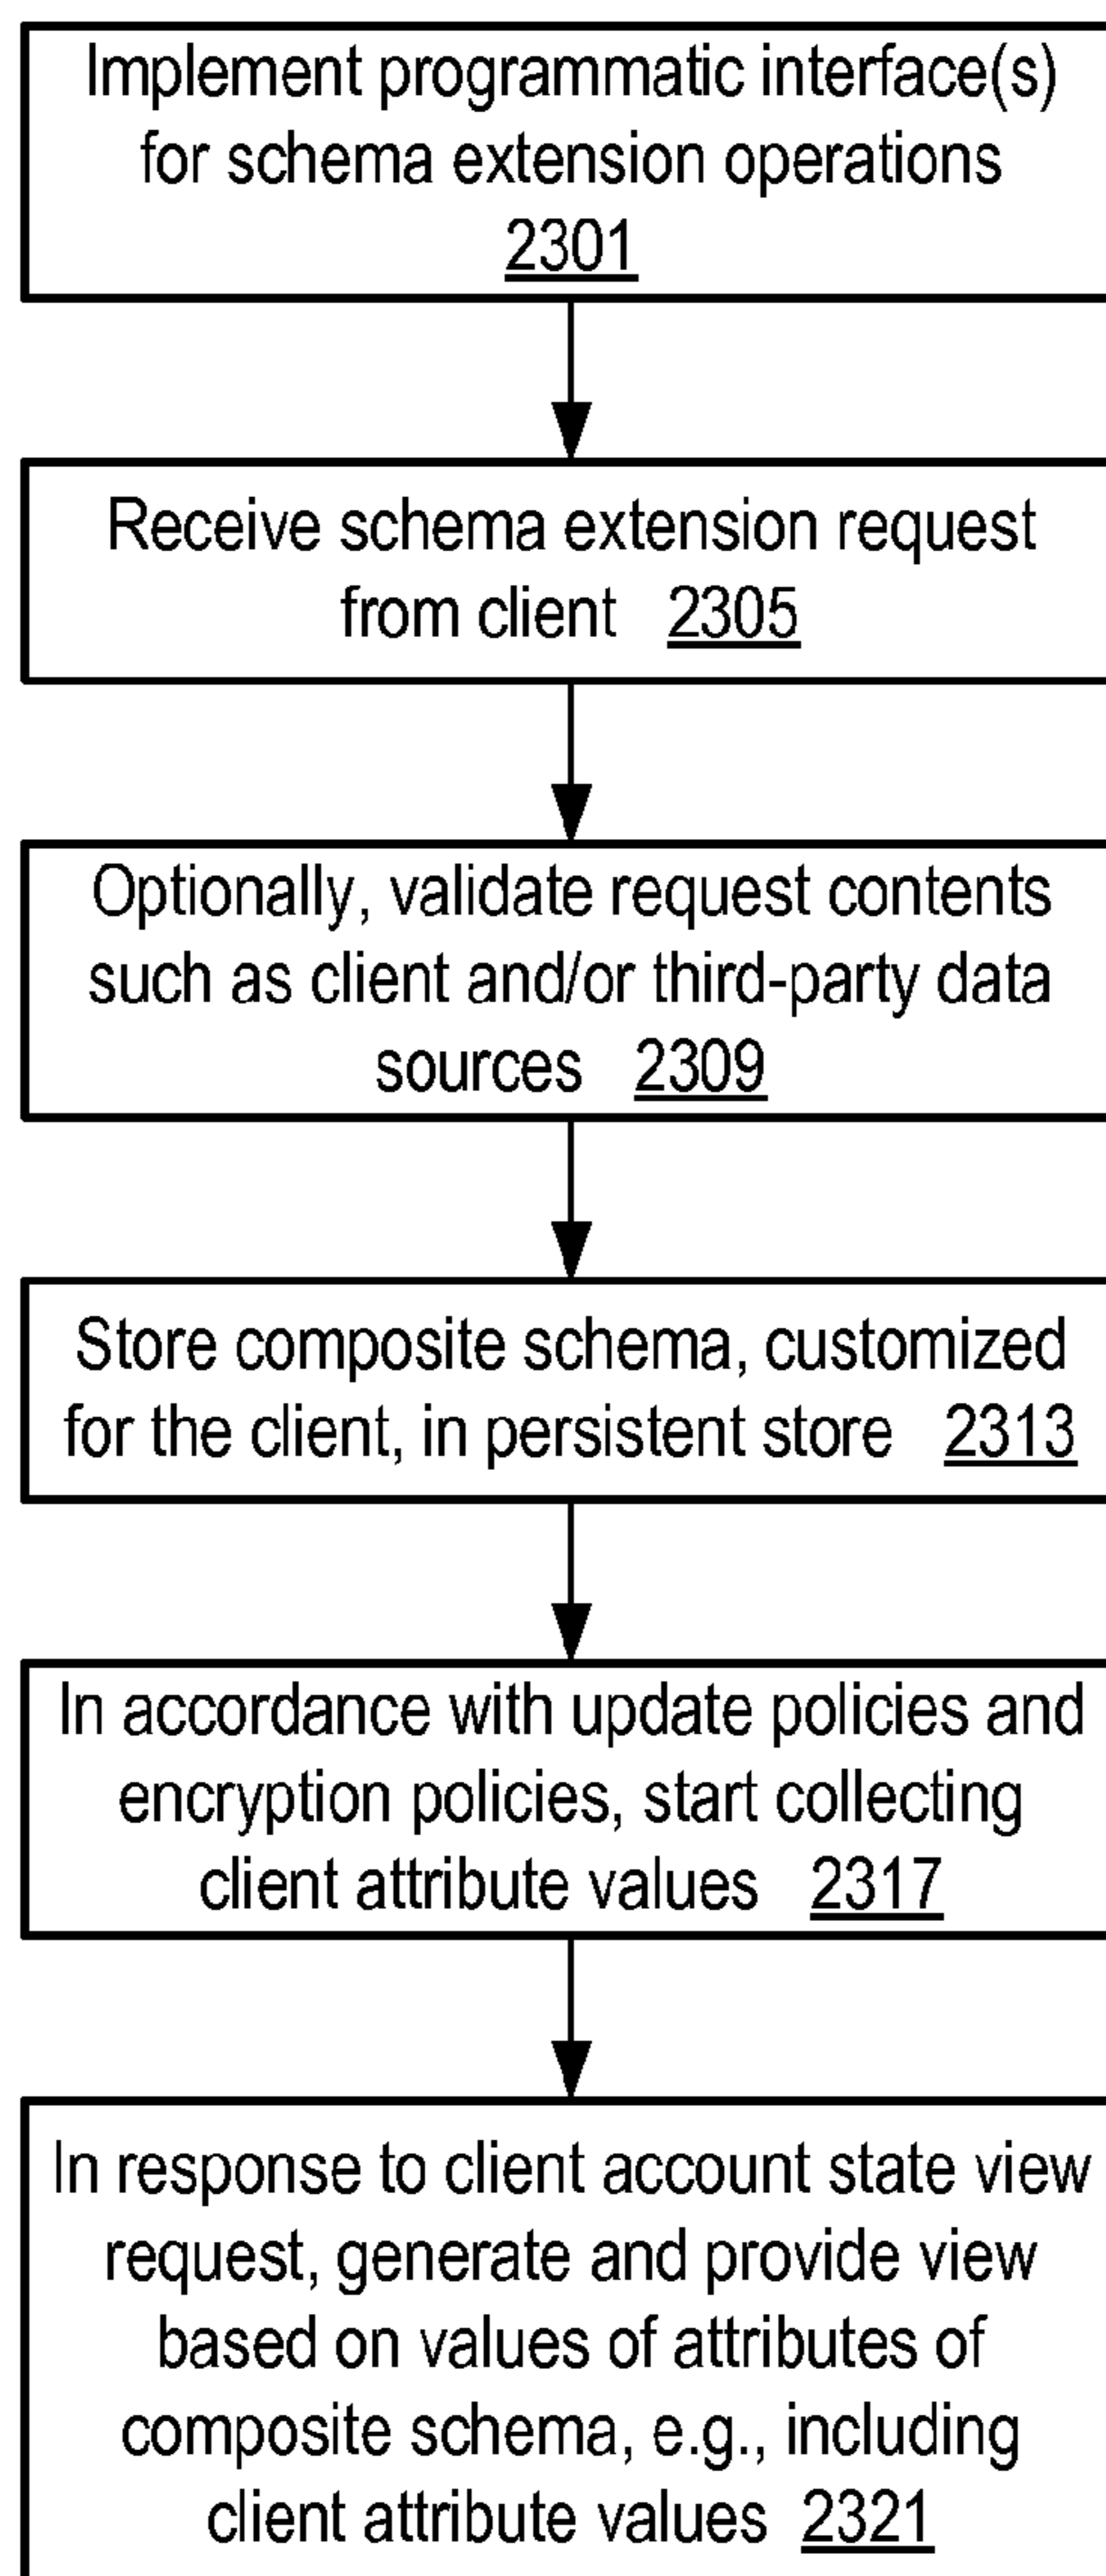 Implement programmatic interface(s)
for schema extension operations
2301
Receive schema extension request
from client 2305
Optionally, validate request contents
such as client and/or third-party data
sources 2309
Store composite schema, customized
for the client, in persistent store 2313
In accordance with update policies and
encryption policies, start collecting
client attribute values 2317
In response to client account state view
request, generate and provide view
based on values of attributes of
composite schema, e.g., including
client attribute values 2321